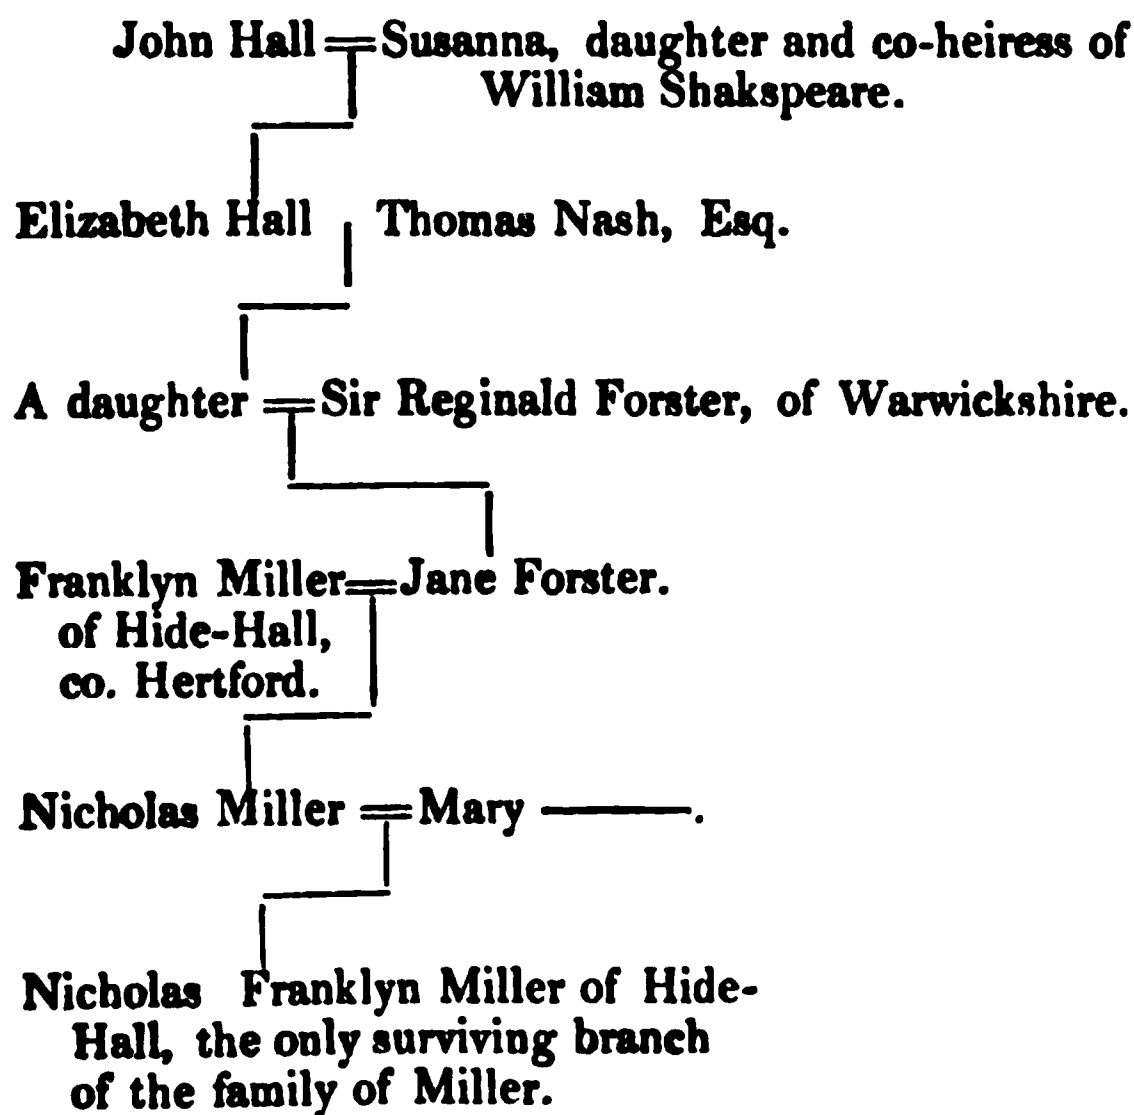 John Hall = Susanna, daughter and co-heiress of
William Shakspeare.
Elizabeth Hall Thomas Nash, Esq.
A daughter = Sir Reginald Forster, of Warwickshire.
Franklyn Miller = Jane Forster.
of Hide-Hall,
co. Hertford.
Nicholas Miller = Mary ———.
Nicholas Franklyn Miller of Hide-
Hall, the only surviving branch
of the family of Miller.